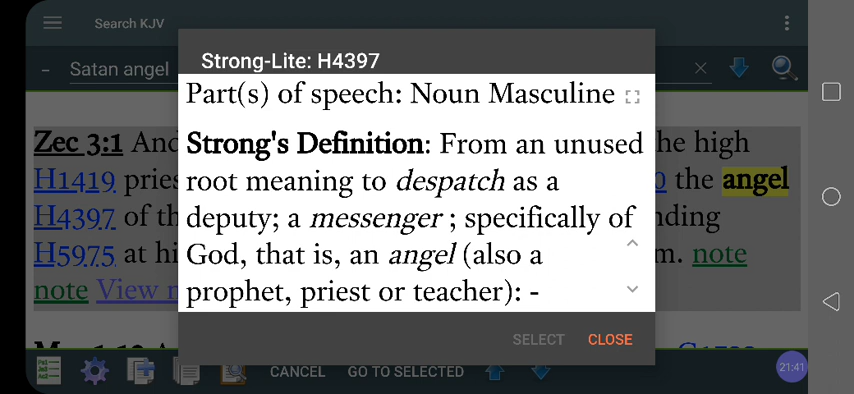 Search KJV
Strong-Lite: H4397
- Satan angel
Part(s) of speech: Noun Masculine
Zec 3:1 And
he high
Strong's Definition: From an unused
H1419 pries
0 the angel
root meaning to despatch as a
H4397 of th
nding
deputy; a messenger ; specifically of
H5975 at hi
m. note
God, that is, an angel (also a
note View n
prophet, priest or teacher): -
SELECT CLOSE
CANCEL GO TO SELECTED
21:41